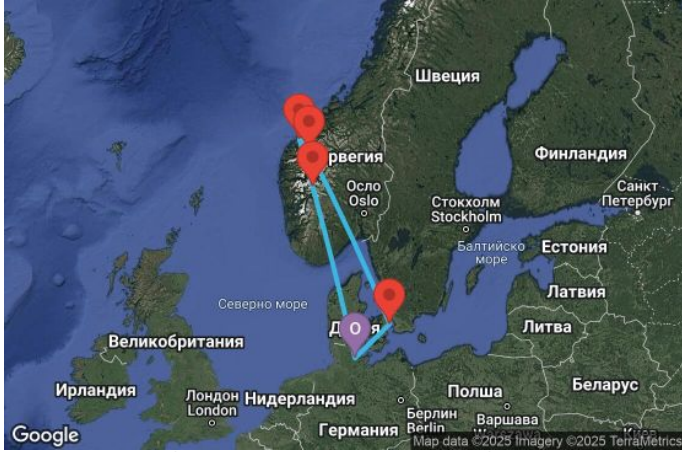 Швеция
Финландия
рвегия
Осло
Oslo
Санкт
Петербург
Стокхолм
Stockholm
Балтийско
море
Естония
Латвия
Северно море
Д
я
O
Литва
Великобритания
Ирландия
Лондон
London
Нидерландия
Беларус
Полша
Берлин
Berlin
Варшава
Германия
Google
Map data ©2025 Imagery ©2025 TerraMetrics